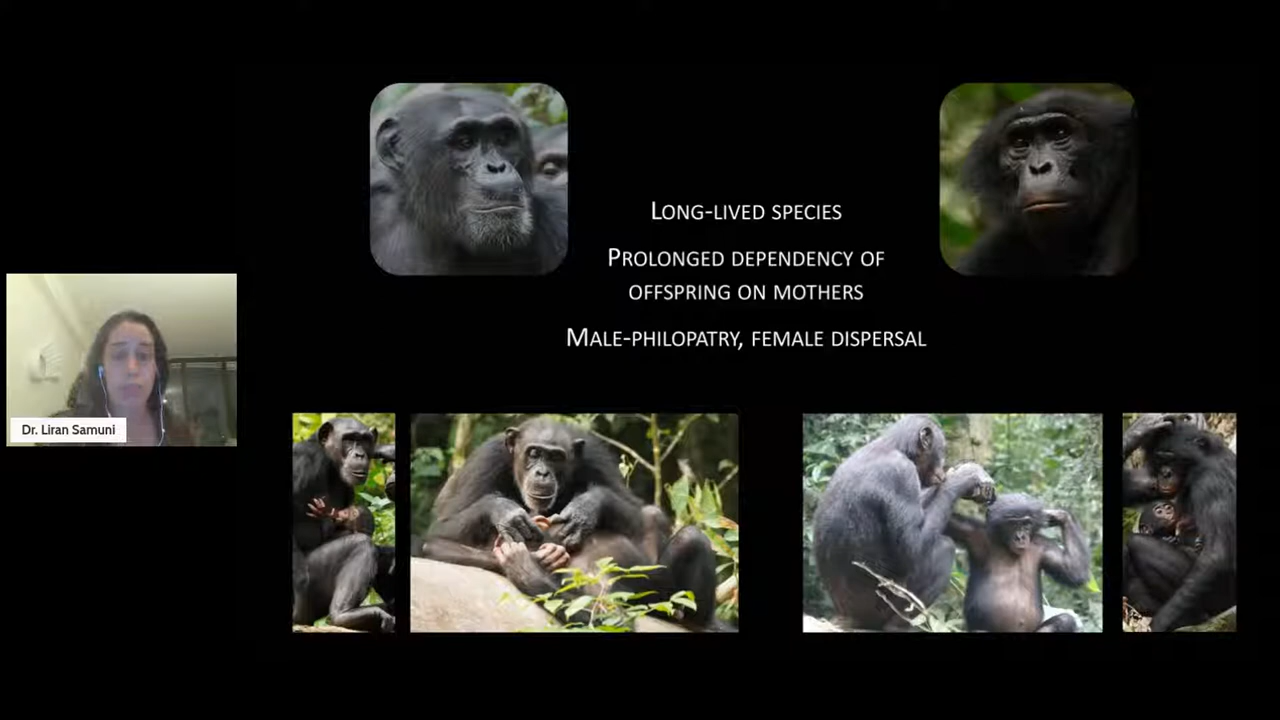 LONG-LIVED SPECIES
PROLONGED DEPENDENCY OF
OFFSPRING ON MOTHERS
MALE-PHILOPATRY, FEMALE DISPERSAL
Dr. Liran Samuni